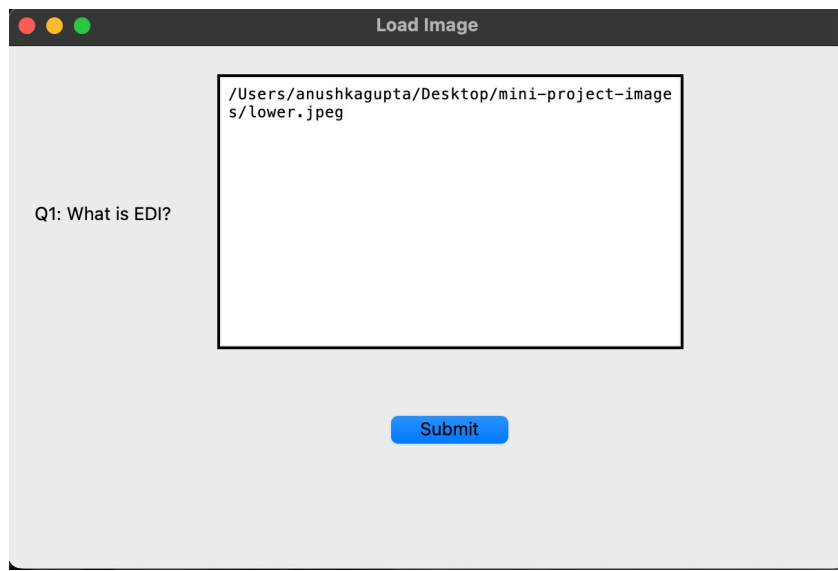 Load Image
/Users/anushkagupta/Desktop/mini-project-image
s/lower.jpeg
Q1: What is EDI?
Submit